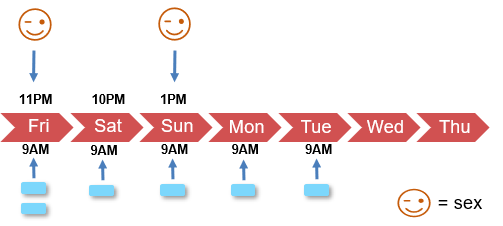 11PM 10PM 1PM
Fri Sat Sun Mon Tue Wed Thu
9AM 9AM 9AM 9AM 9AM
= sex